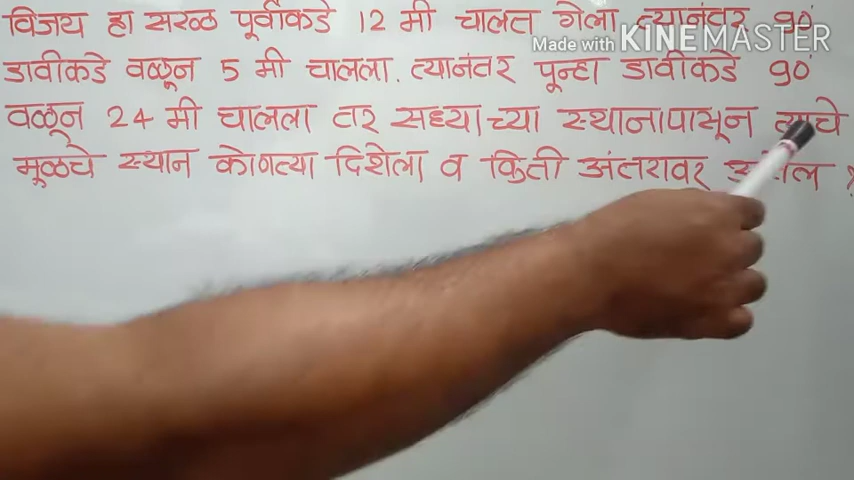 विजय हा सरळ पूर्वीकडे 12 मी चालत गेला त्यानंतर 90°
Made with KINEMASTER
डावीकडे वळून 5 मी चालला. त्यानंतर पून्हा डावीकडे 90°
वळून 24 मी चालला तर सध्याच्या स्थानापासून त्याचे
मूळचे स्थान कोणत्या दिशेला व किती अंतरावर